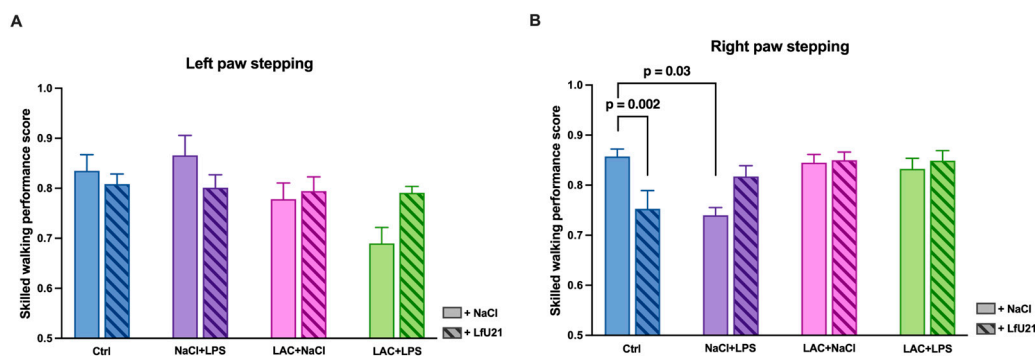 A
Left paw stepping
Skilled walking performance score
1.0
0.9
0.8
0.7
0.6
0.5
Ctrl
NaCl+LPS
LAC+NaCl
LAC+LPS
+ NaCl
+ LfU21
B
Right paw stepping
p = 0.03
p = 0.002
Skilled walking performance score
1.0
0.9
0.8
0.7
0.6
0.5
Ctrl
NaCl+LPS
LAC+NaCl
LAC+LPS
+ NaCl
+ LfU21